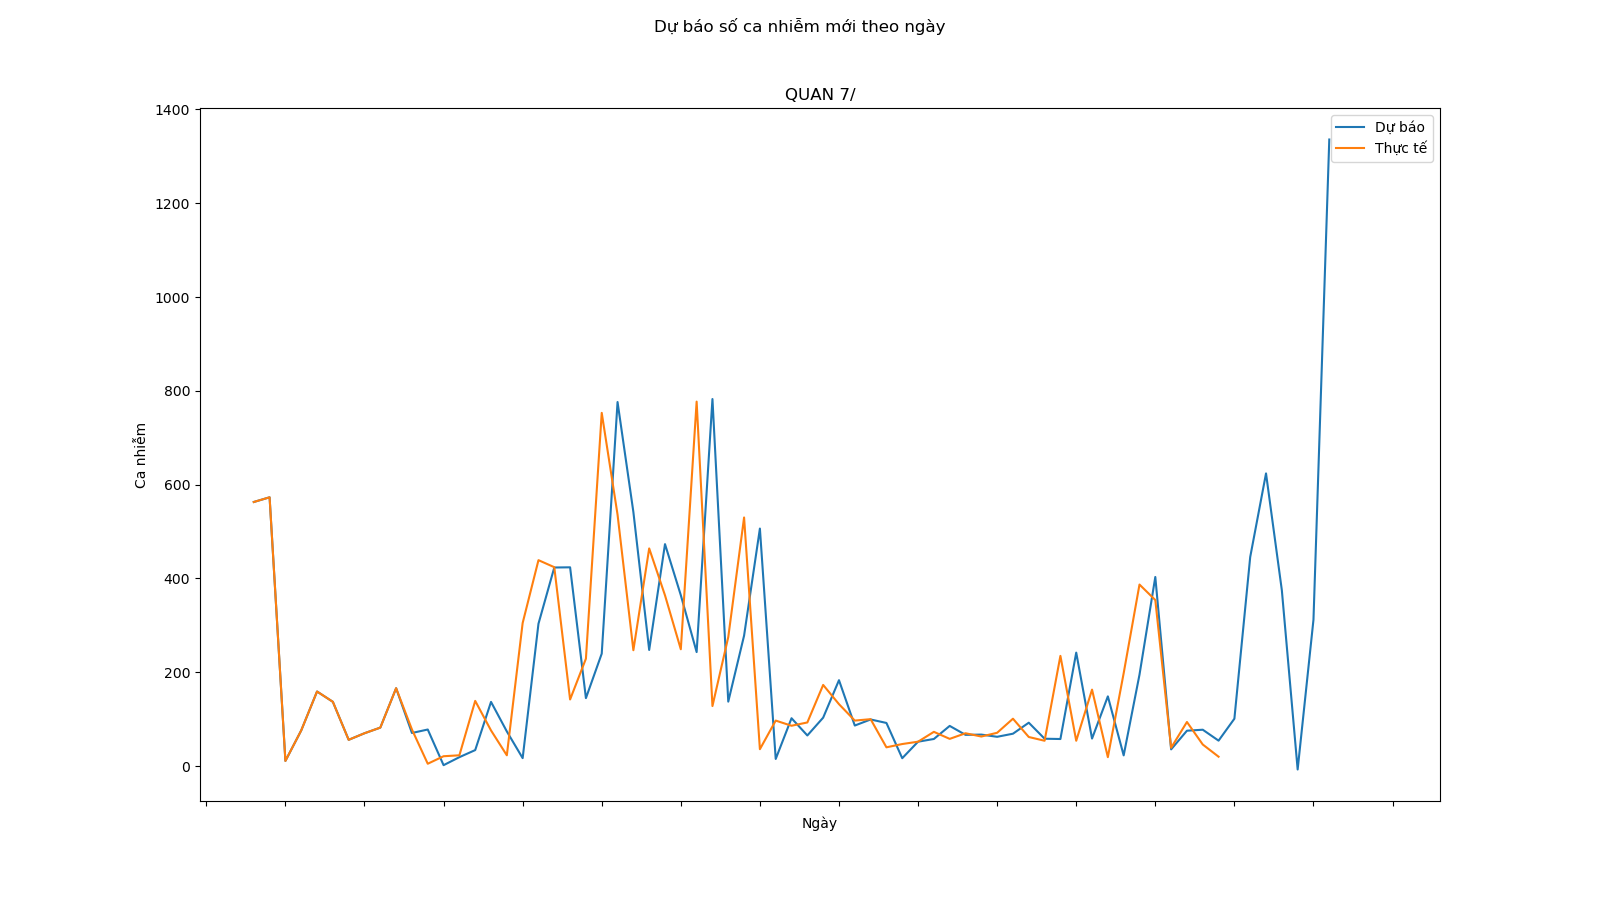 Dự báo số ca nhiễm mới theo ngày
QUAN 7/
1400
1200
1000
800
600
400
200
0
Ca nhiễm
Dự báo
Thực tế
Ngày